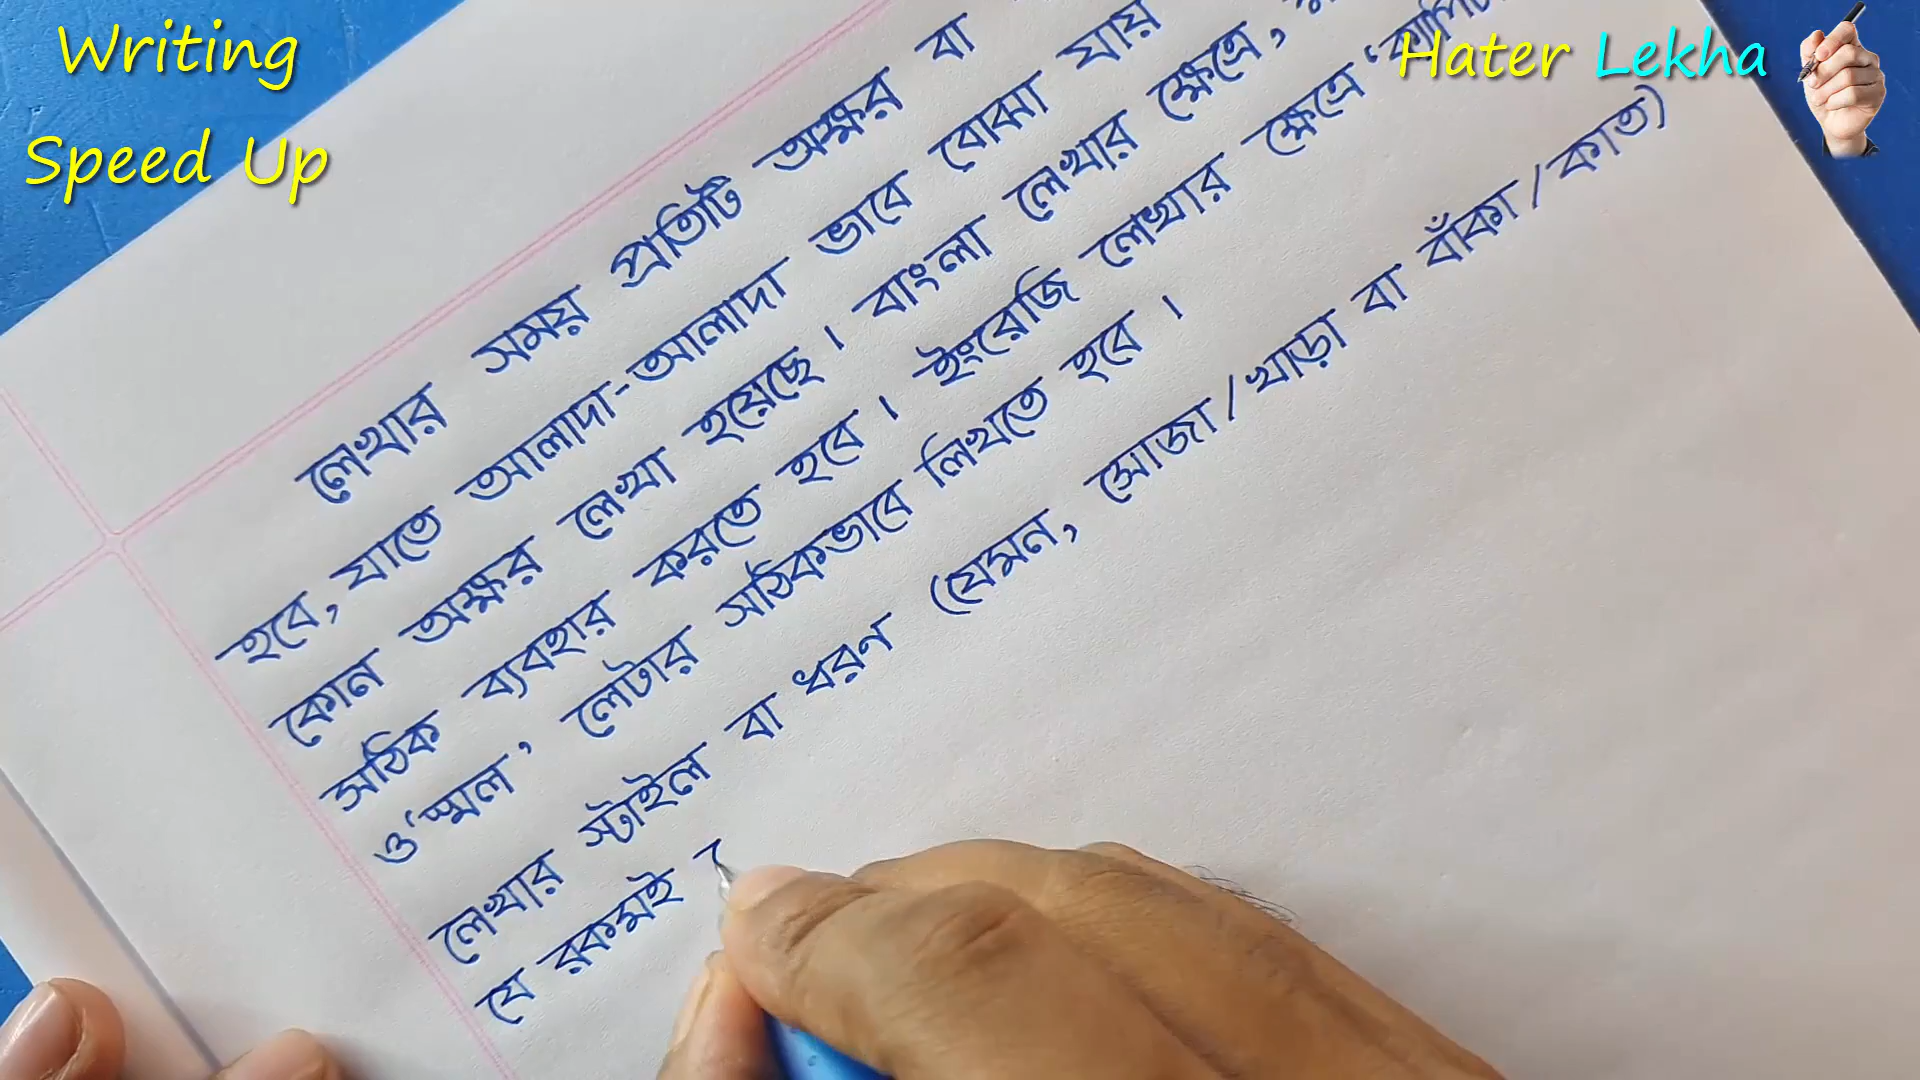 Writing
Speed Up
Hater Lekha
লেখার সময় প্রতিটি অক্ষর বা
হবে, যাতে আলাদা-আলাদা ভাবে বোঝা যায়
কোন অক্ষর লেখা হয়েছে। বাংলা লেখার ক্ষেত্রে,
সঠিক ব্যবহার করতে হবে। ইংরেজি লেখার ক্ষেত্রে
ও 'স্মল' লেটার সঠিকভাবে লিখতে হবে।
লেখার স্টাইল বা ধরণ (যেমন, সোজা/খাড়া বা বাঁকা/কাত)
যে রকমই